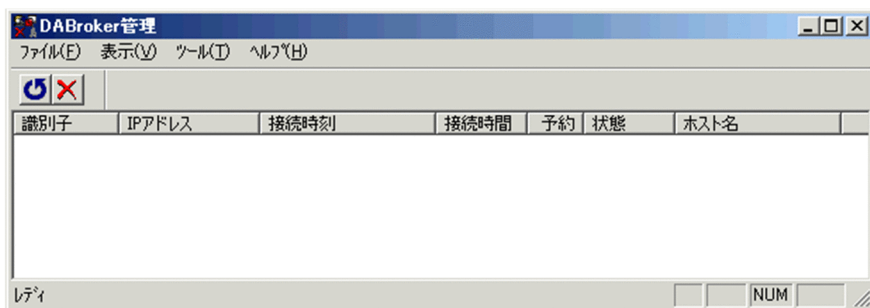 DABroker管理
ﾌｧｲﾙ(F) 表示(V) ﾂｰﾙ(T) ﾍﾙﾌﾟ(H)
識別子 IPアドレス 接続時刻 接続時間 予約 状態 ホスト名
ﾚﾃﾞｨ NUM